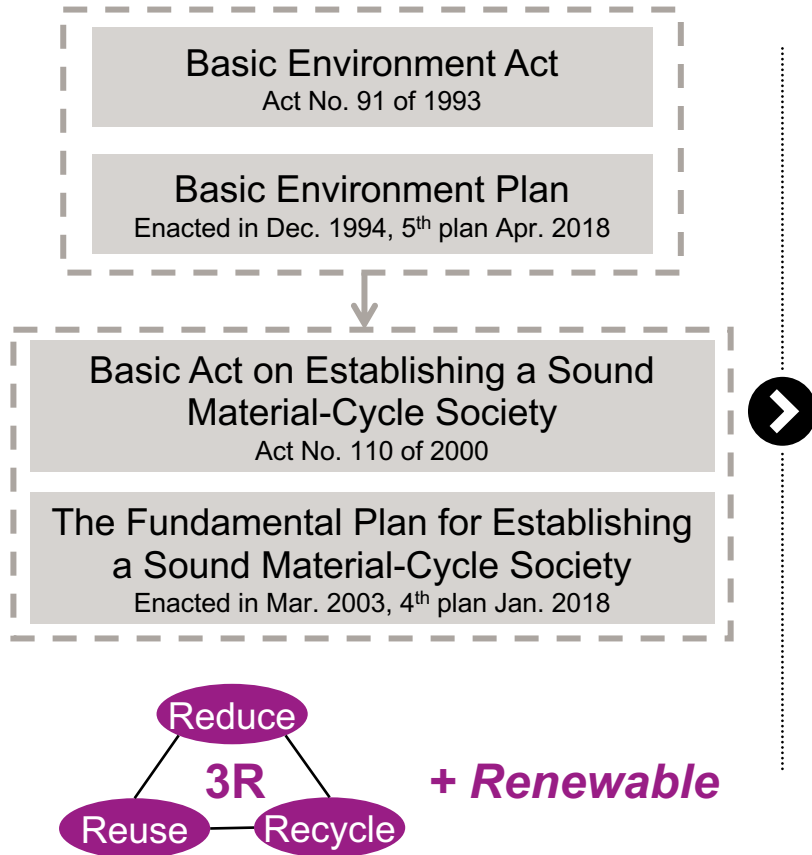 Basic Environment Act
Act No. 91 of 1993
Basic Environment Plan
Enacted in Dec. 1994, 5th plan Apr. 2018
Basic Act on Establishing a Sound
Material-Cycle Society
Act No. 110 of 2000
The Fundamental Plan for Establishing
a Sound Material-Cycle Society
Enacted in Mar. 2003, 4th plan Jan. 2018
Reduce
3R
+ Renewable
Reuse
Recycle